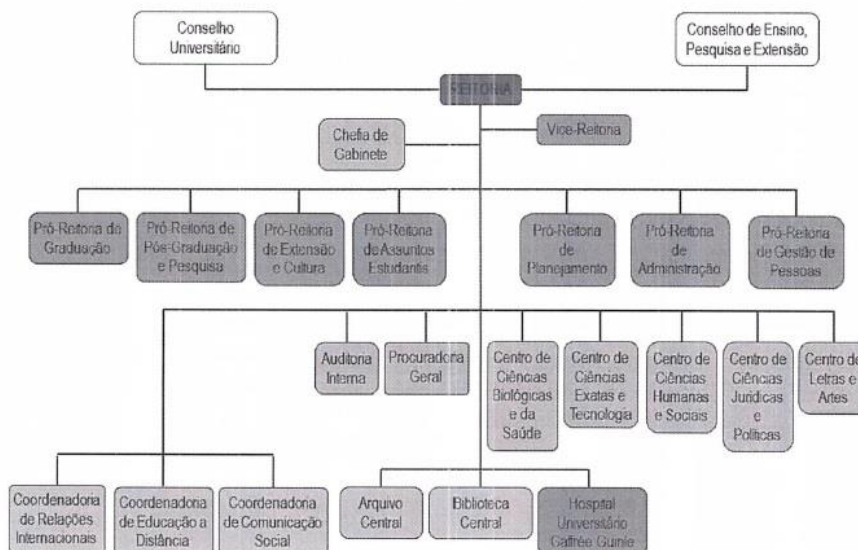 Conselho
Universitário
Conselho de Ensino,
Pesquisa e Extensão
REITORIA
Chefia de
Gabinete
Vice-Reitoria
Pró-Reitoria de
Graduação
Pró-Reitoria de
Pós-Graduação
e Pesquisa
Pró-Reitoria
de Extensão
e Cultura
Pró-Reitoria
de Assuntos
Estudantis
Pró-Reitoria
de
Planejamento
Pró-Reitoria
de
Administração
Pró-Reitoria
de Gestão de
Pessoas
Auditoria
Interna
Procuradoria
Geral
Centro de
Ciências
Biológicas
e da
Saúde
Centro de
Ciências
Exatas e
Tecnologia
Centro de
Ciências
Humanas
e Sociais
Centro de
Ciências
Jurídicas
e
Políticas
Centro de
Letras e
Artes
Coordenadoria
de Relações
Internacionais
Coordenadoria
de Educação a
Distância
Coordenadoria
de Comunicação
Social
Arquivo
Central
Biblioteca
Central
Hospital
Universitário
Gaffrée Guinle